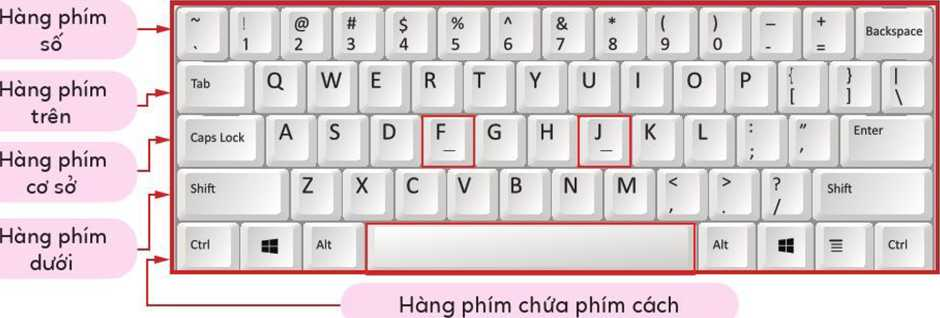 Hàng phím
số
~ ! @ # $ % ^ & * ( ) – +
` 1 2 3 4 5 6 7 8 9 0 - = Backspace
Hàng phím
trên
Tab Q W E R T Y U I O P { } |
[ ] \
Hàng phím
cơ sở
Caps Lock A S D F G H J K L : " Enter
_ _ ; '
Hàng phím
dưới
Shift Z X C V B N M < > ? Shift
, . /
Ctrl Alt Alt Ctrl
Hàng phím chứa phím cách